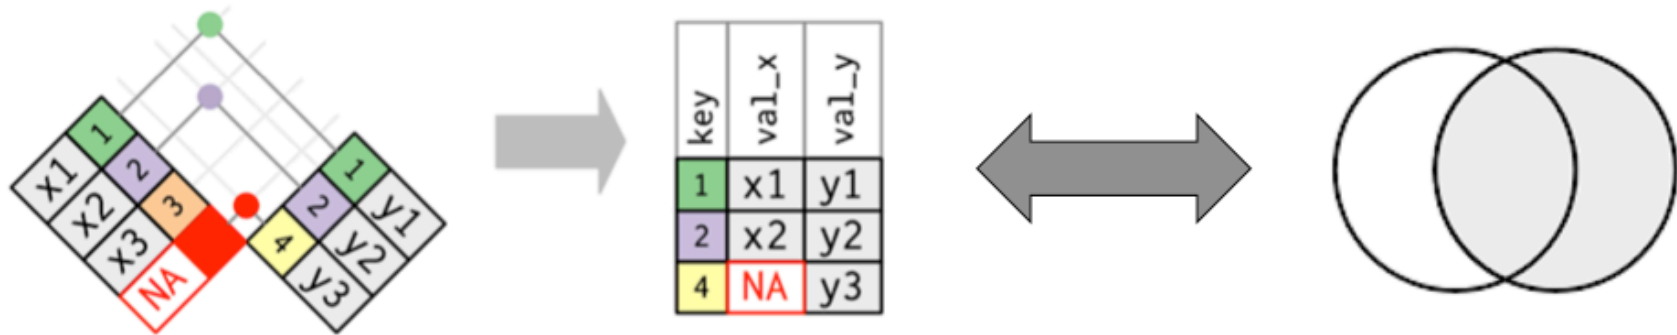 1 x1
2 x2
3 x3
NA
1 y1
2 y2
4 y3
key val_x val_y
1 x1 y1
2 x2 y2
4 NA y3